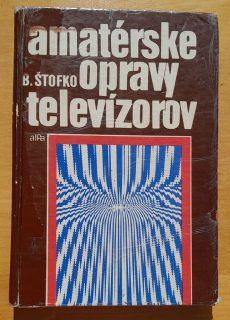 amatérske
B. ŠTOFKO opravy
televízorov
alfa